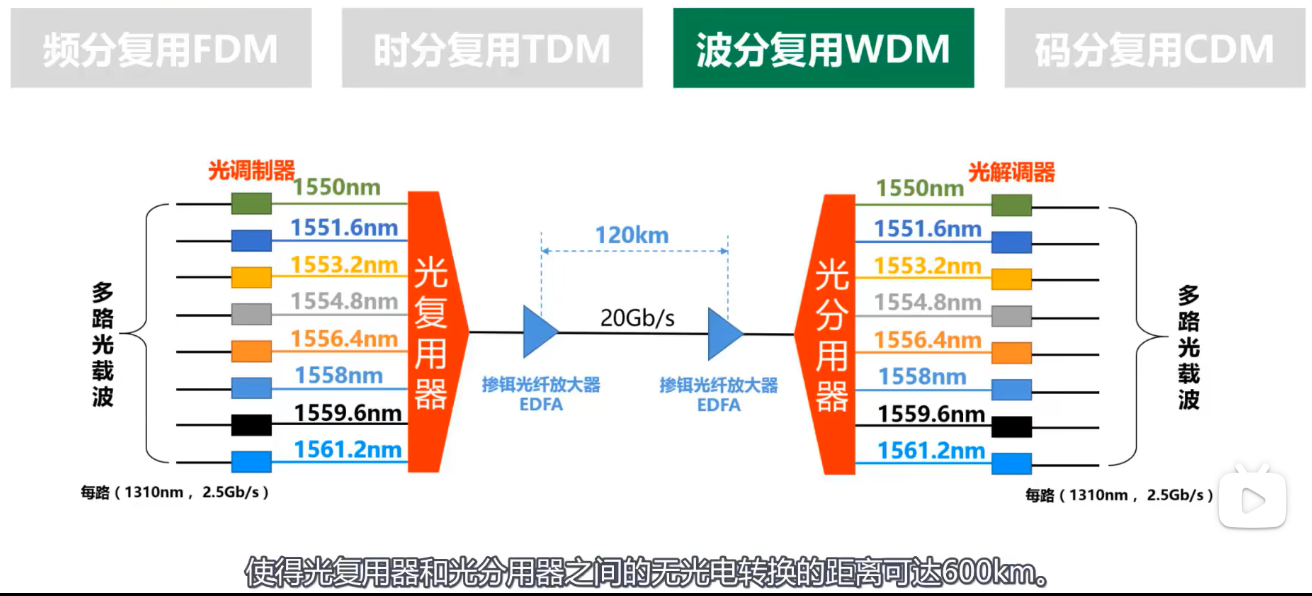 频分复用FDM
时分复用TDM
波分复用WDM
码分复用CDM
光调制器
1550nm
1551.6nm
1553.2nm
1554.8nm
1556.4nm
1558nm
1559.6nm
1561.2nm
多路光载波
每路（1310nm ，2.5Gb/s）
光复用器
120km
20Gb/s
掺铒光纤放大器
EDFA
掺铒光纤放大器
EDFA
光分用器
光解调器
1550nm
1551.6nm
1553.2nm
1554.8nm
1556.4nm
1558nm
1559.6nm
1561.2nm
多路光载波
每路（1310nm ，2.5Gb/s）
使得光复用器和光分用器之间的无光电转换的距离可达600km。